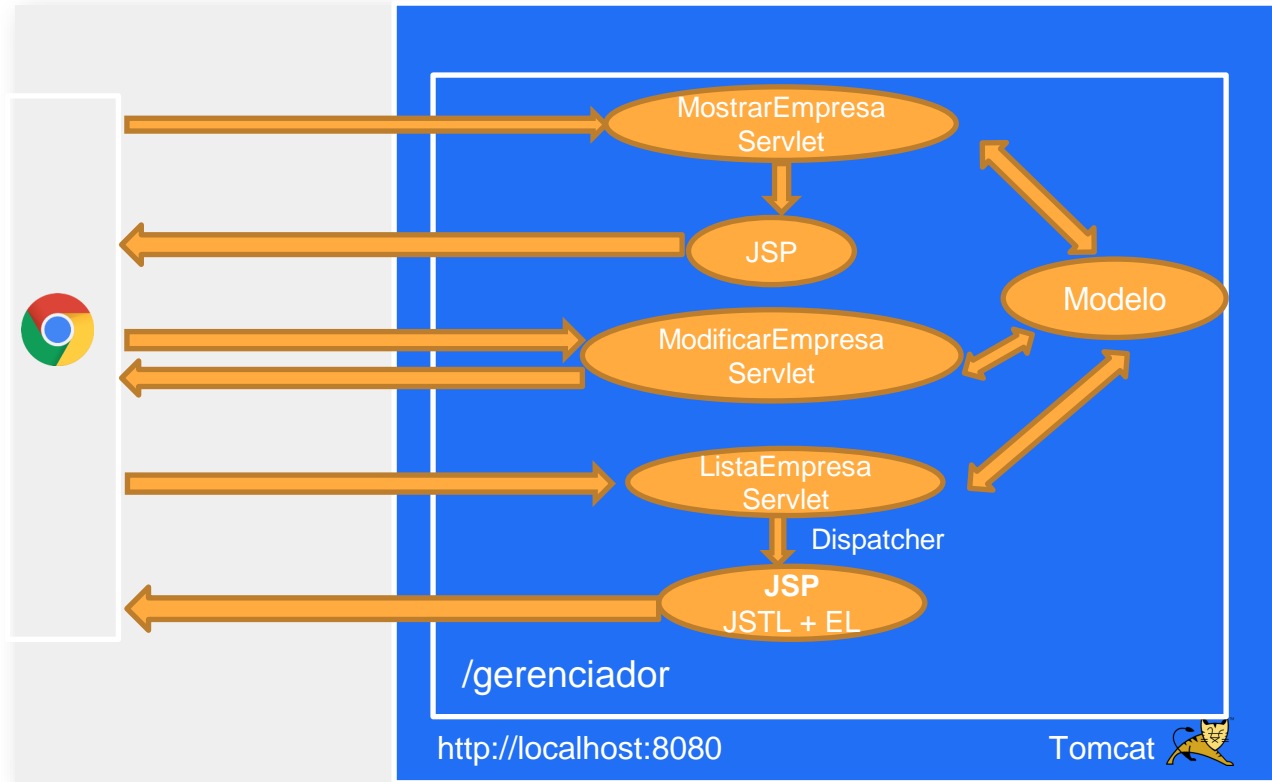 MostrarEmpresa
Servlet
JSP
Modelo
ModificarEmpresa
Servlet
ListaEmpresa
Servlet
Dispatcher
JSP
JSTL + EL
/gerenciador
http://localhost:8080
Tomcat